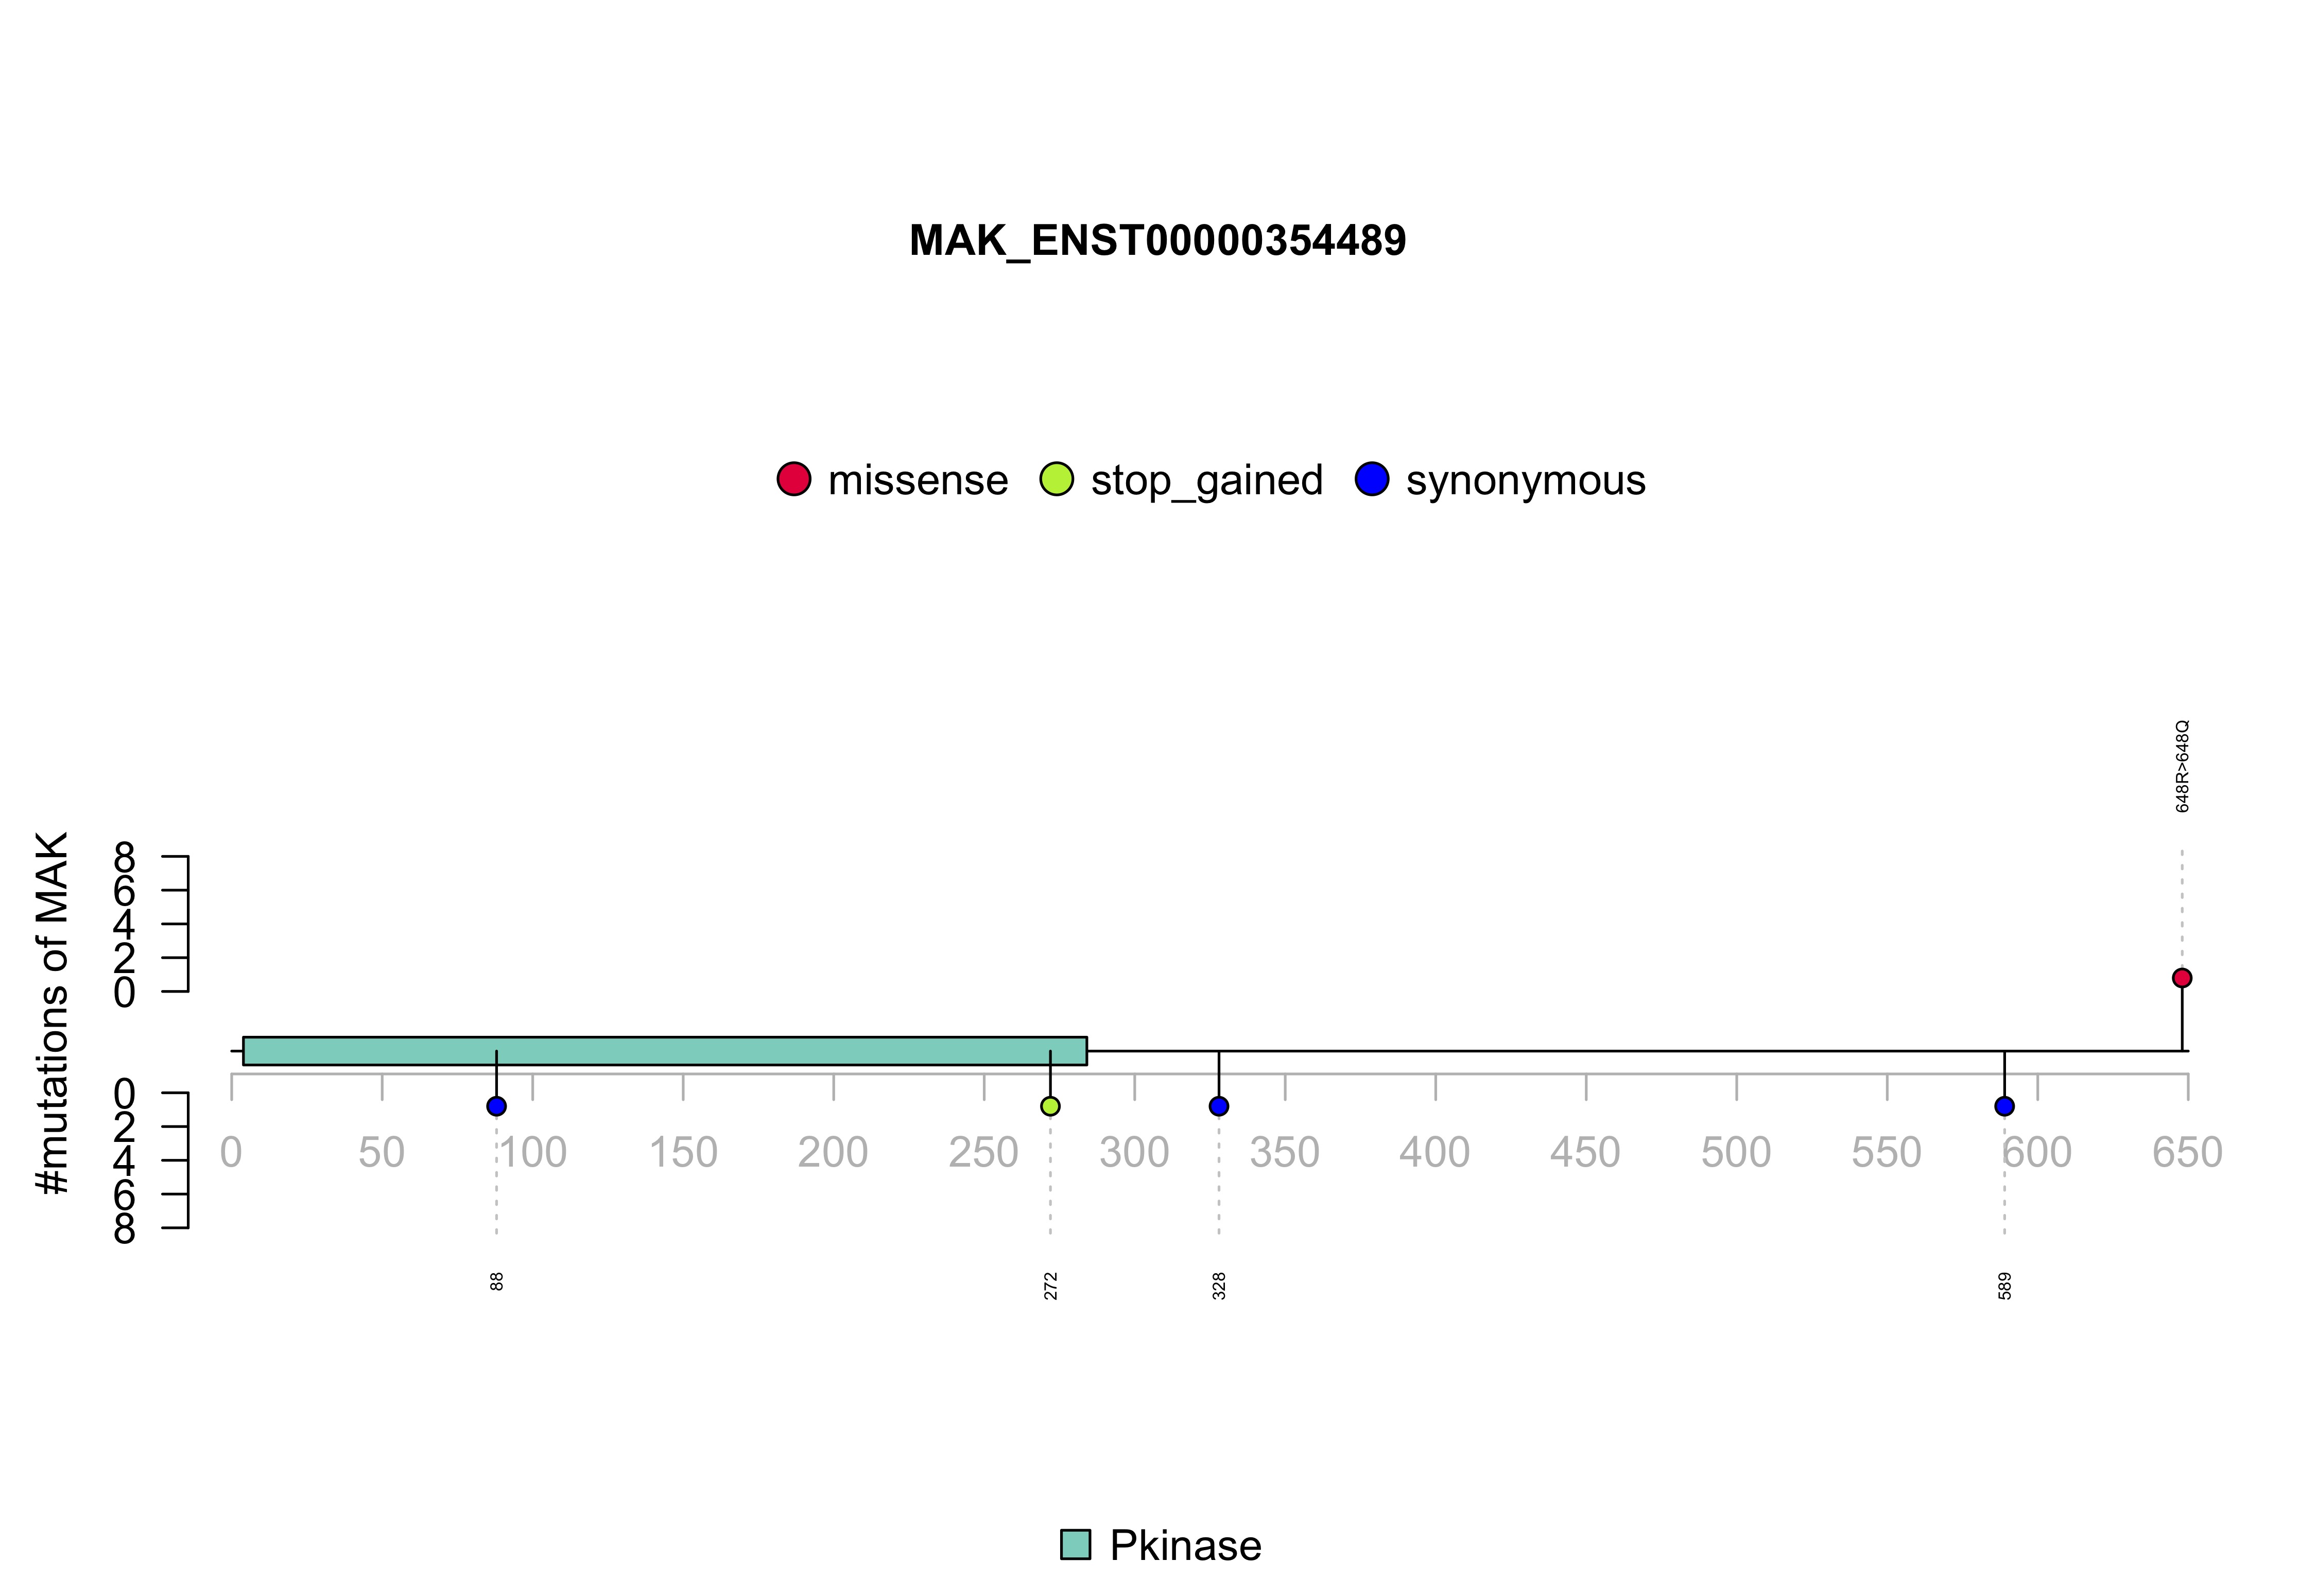 MAK_ENST00000354489
missense stop_gained synonymous
648R>648Q
#mutations of MAK
8
6
4
2
0
0
2
4
6
8
0 50 100 150 200 250 300 350 400 450 500 550 600 650
88 272 328 589
Pkinase